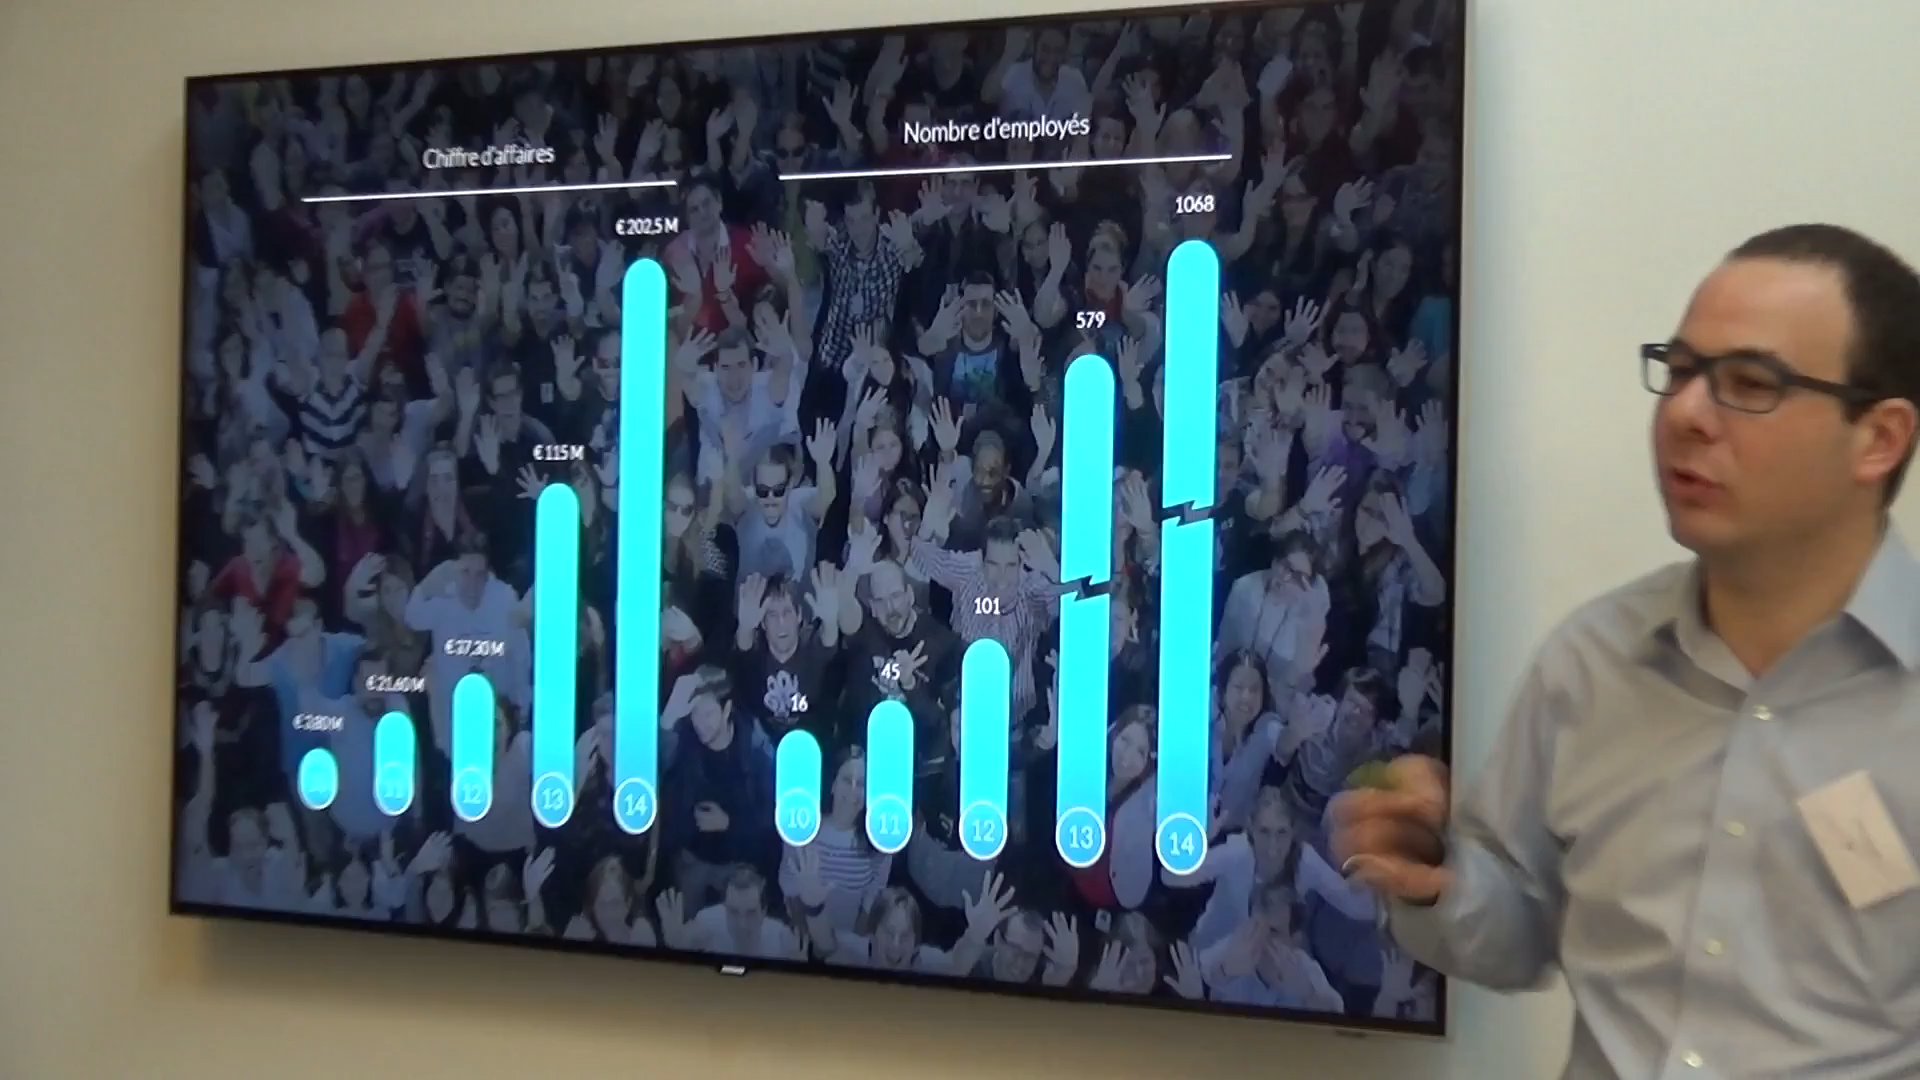 Chiffre d'affaires
Nombre d'employés
€ 202,5 M
€ 115 M
€ 37,30 M
€ 21,60 M
1068
579
101
45
16
11
12
13
14
10
11
12
13
14